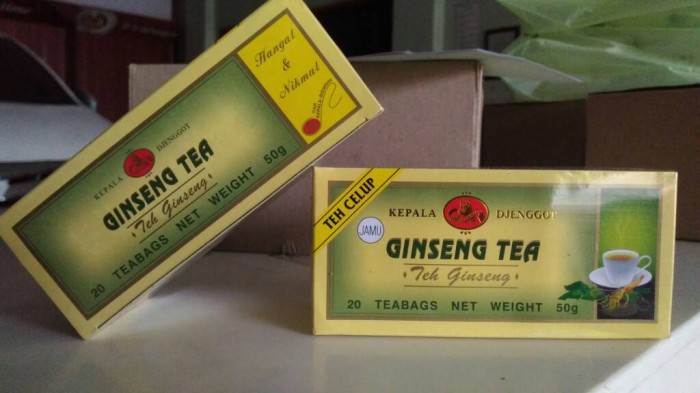 Hangat
&
Nikmat
KEPALA DJENGGOT
GINSENG TEA
Teh Ginseng
20 TEABAGS NET WEIGHT 50g
TEH CELUP
JAMU
KEPALA DJENGGOT
GINSENG TEA
Teh Ginseng
20 TEABAGS NET WEIGHT 50g